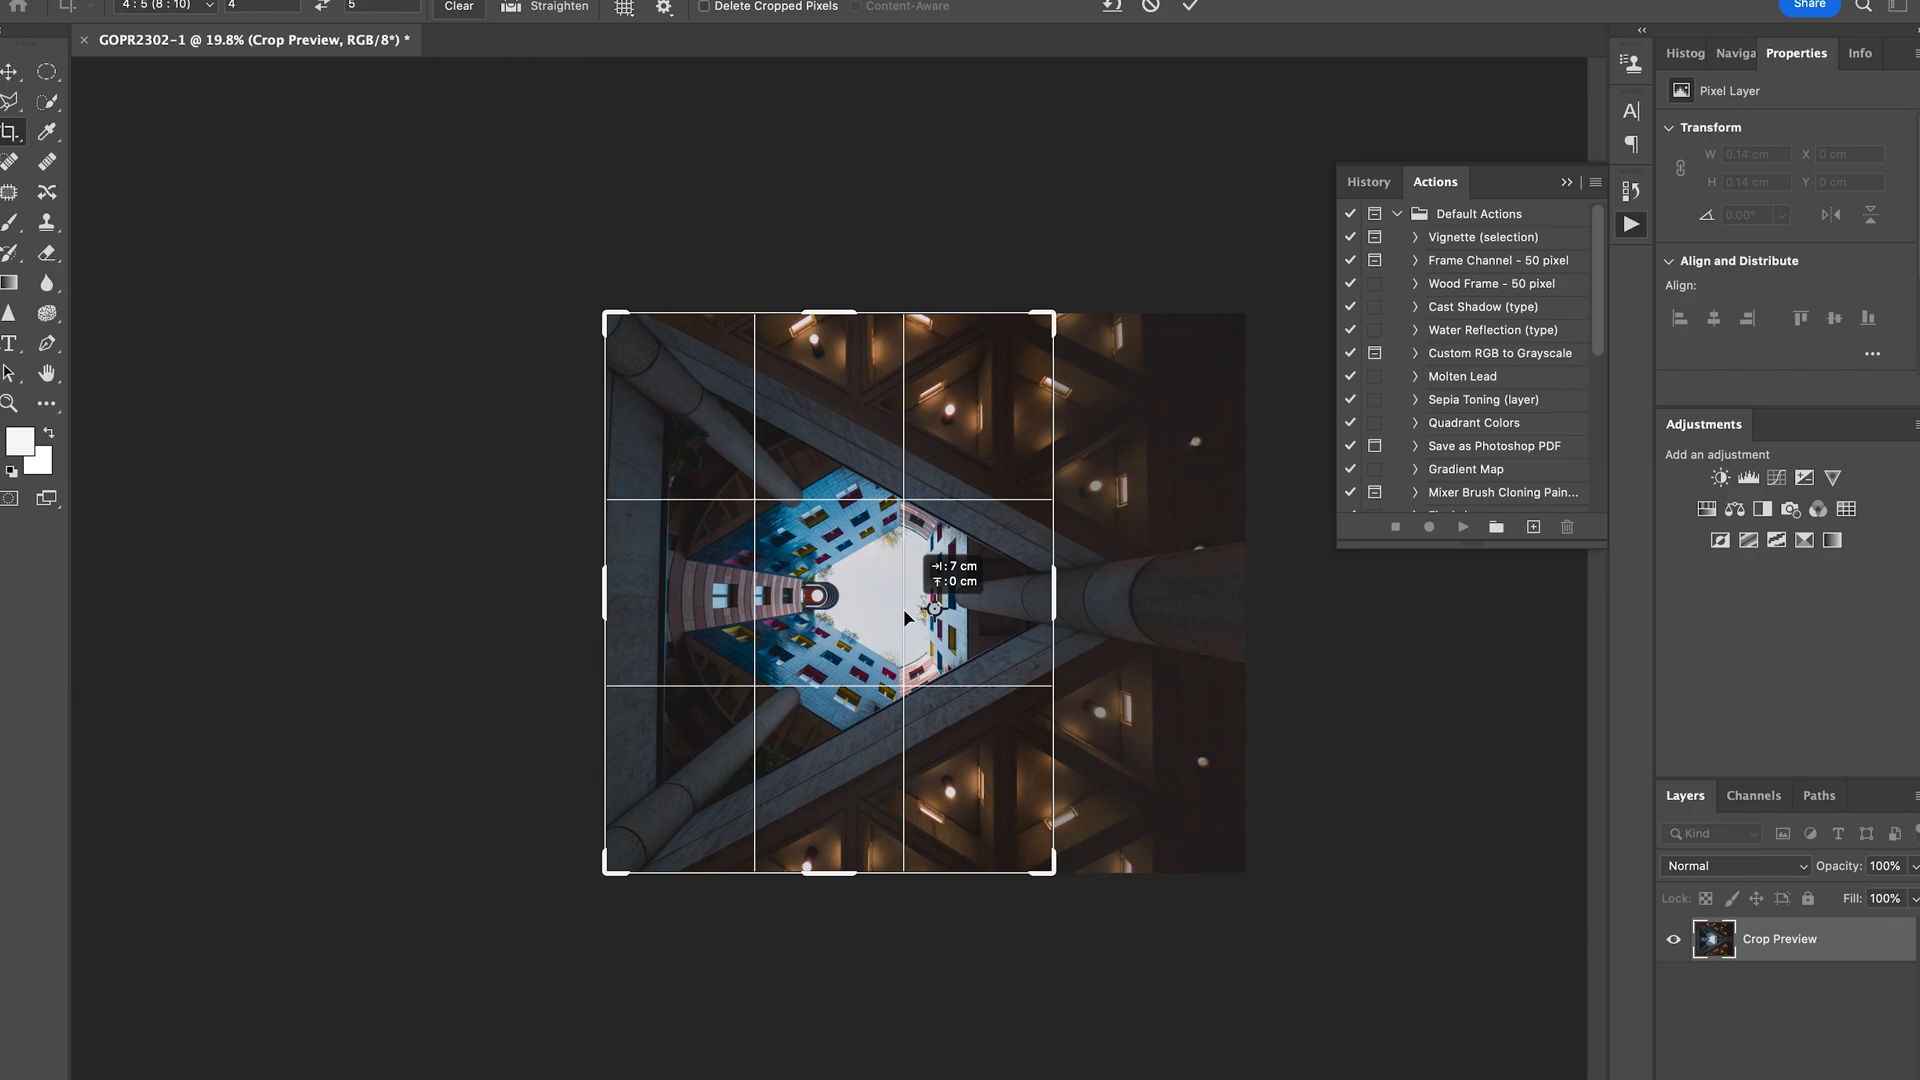 4 : 5 (8 : 10) 4 5 Clear Straighten Delete Cropped Pixels Content-Aware Share
GOPR2302-1 @ 19.8% (Crop Preview, RGB/8*) *
Histog Naviga Properties Info
Pixel Layer
Transform
W 0.14 cm X 0 cm
H 0.14 cm Y 0 cm
0.00°
Align and Distribute
Align:
History Actions
Default Actions
Vignette (selection)
Frame Channel - 50 pixel
Wood Frame - 50 pixel
Cast Shadow (type)
Water Reflection (type)
Custom RGB to Grayscale
Molten Lead
Sepia Toning (layer)
Quadrant Colors
Save as Photoshop PDF
Gradient Map
Mixer Brush Cloning Pain...
: 7 cm
: 0 cm
Adjustments
Add an adjustment
Layers Channels Paths
Kind
Normal Opacity: 100%
Lock: Fill: 100%
Crop Preview